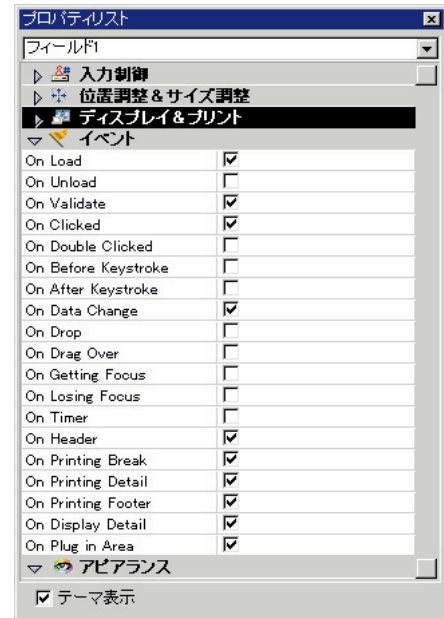 プロパティリスト
フィールド1
入力制御
位置調整&サイズ調整
ディスプレイ&プリント
イベント
On Load
On Unload
On Validate
On Clicked
On Double Clicked
On Before Keystroke
On After Keystroke
On Data Change
On Drop
On Drag Over
On Getting Focus
On Losing Focus
On Timer
On Header
On Printing Break
On Printing Detail
On Printing Footer
On Display Detail
On Plug in Area
アピアランス
テーマ表示